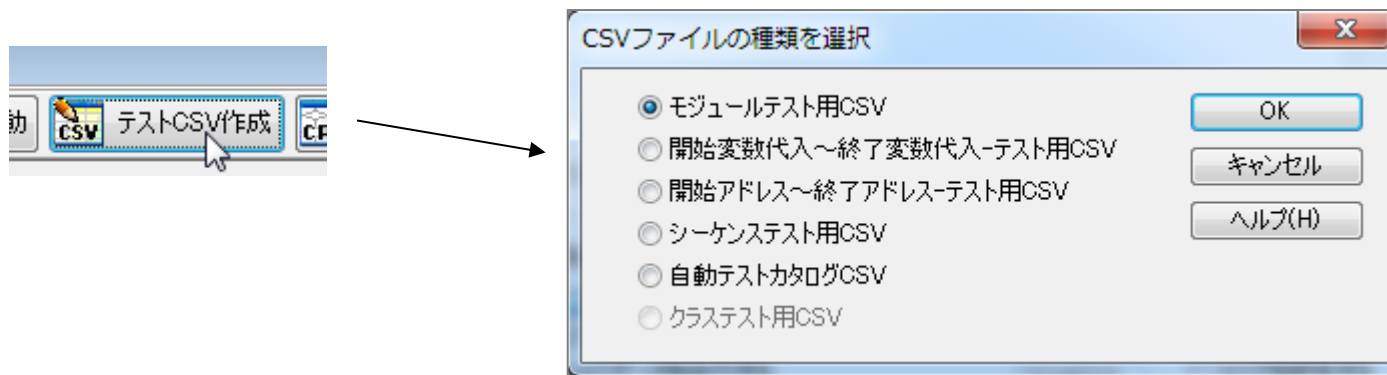 動
CSV
テストCSV作成
CSVファイルの種類を選択
モジュールテスト用CSV
開始変数代入～終了変数代入-テスト用CSV
開始アドレス～終了アドレス-テスト用CSV
シーケンステスト用CSV
自動テストカタログCSV
クラステスト用CSV
OK
キャンセル
ヘルプ(H)